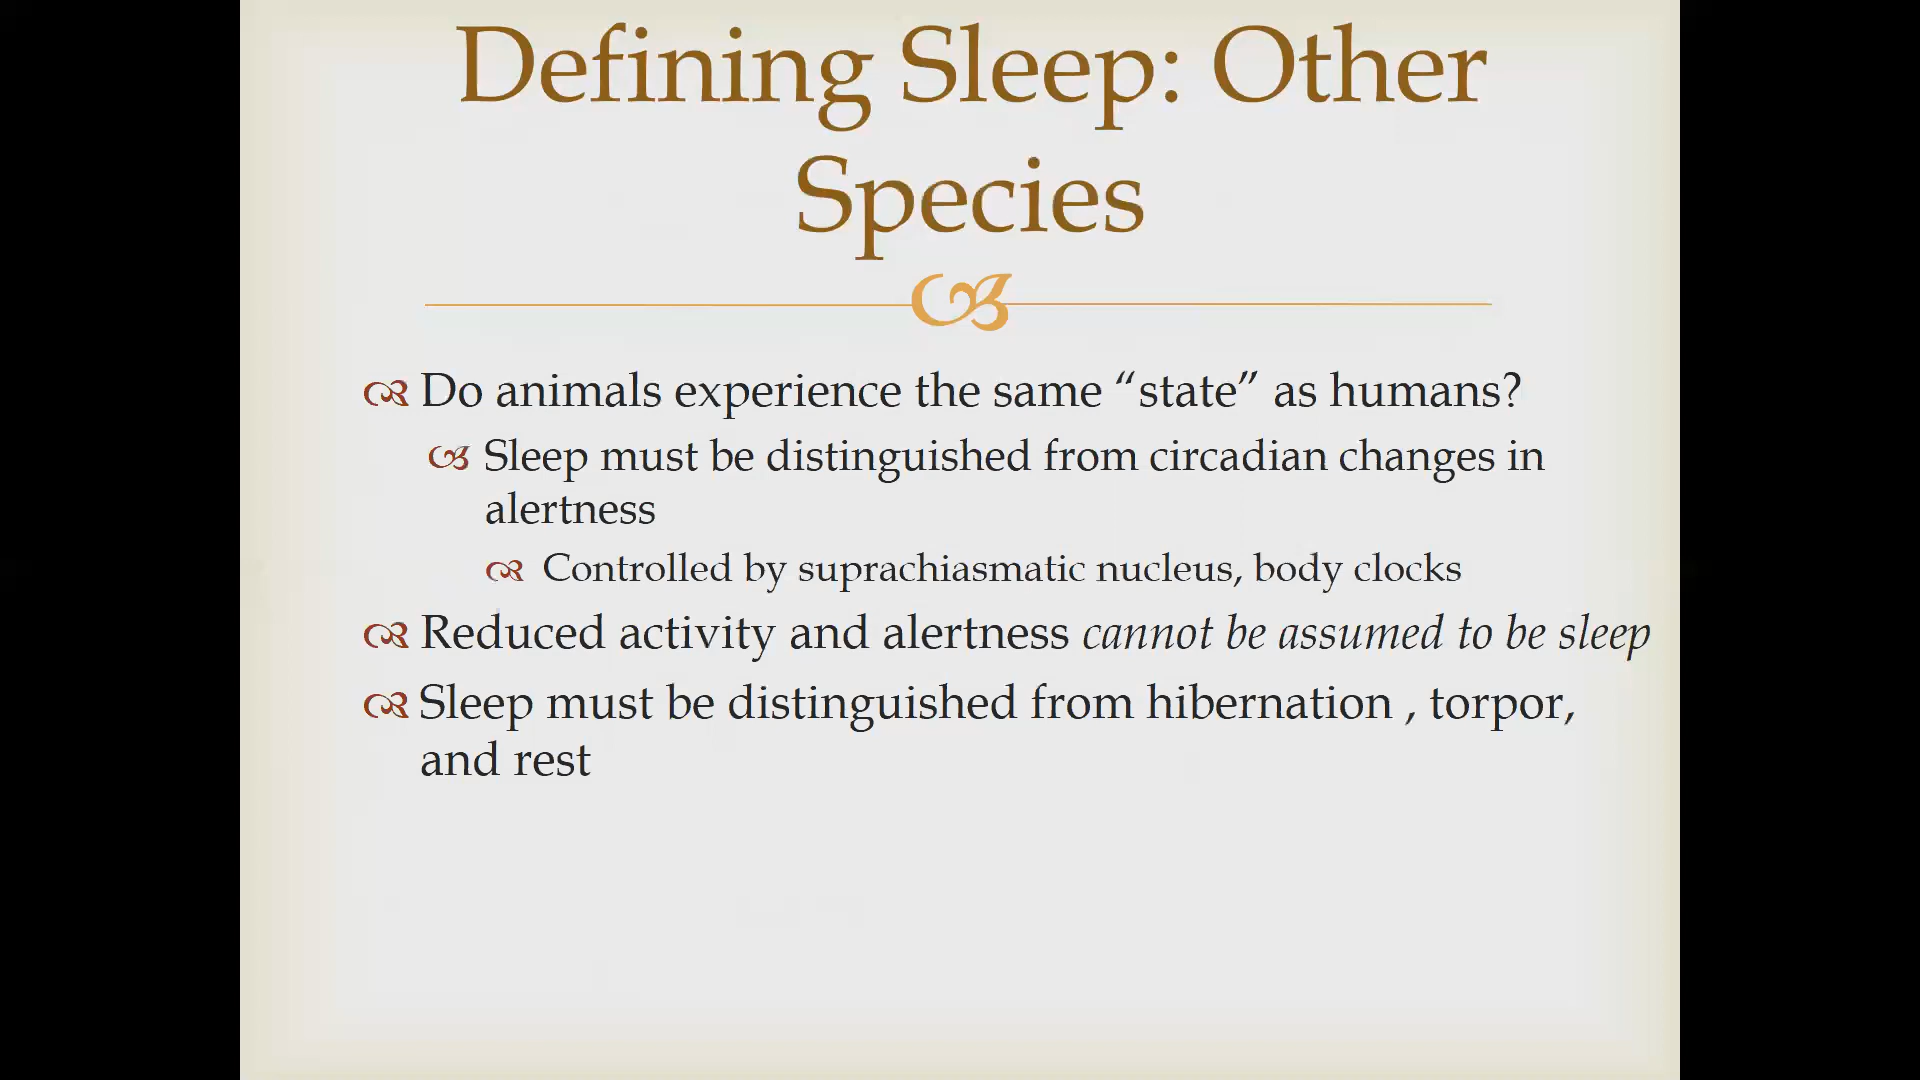 Defining Sleep: Other
Species
Do animals experience the same “state” as humans?
Sleep must be distinguished from circadian changes in
alertness
Controlled by suprachiasmatic nucleus, body clocks
Reduced activity and alertness cannot be assumed to be sleep
Sleep must be distinguished from hibernation , torpor,
and rest